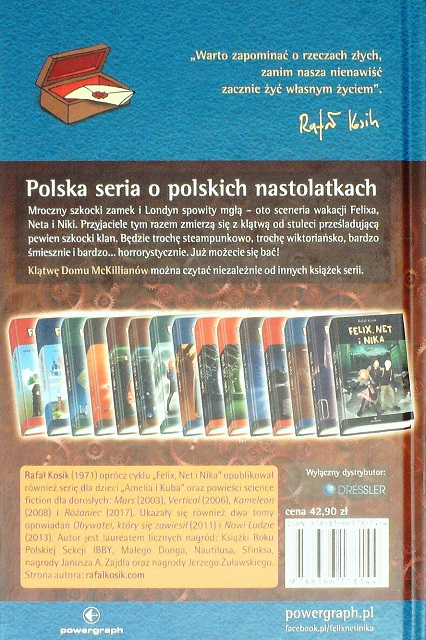 „Warto zapominać o rzeczach złych,
zanim nasza nienawiść
zacznie żyć własnym życiem”.
Rafał Kosik
Polska seria o polskich nastolatkach
Mroczny szkocki zamek i Londyn spowity mgłą – oto sceneria wakacji Felixa,
Neta i Niki. Przyjaciele tym razem zmierzą się z klątwą od stuleci prześladującą
pewien szkocki klan. Będzie trochę steampunkowo, trochę wiktoriańsko, bardzo
śmiesznie i bardzo... horrorystycznie. Już możecie się bać!
Klątwę Domu McKillianów można czytać niezależnie od innych książek serii.
Rafał Kosik
FELIX, NET
i NIKA
Rafał Kosik (1971) oprócz cyklu „Felix, Net i Nika” opublikował
również serię dla dzieci „Amelia i Kuba” oraz powieści science
fiction dla dorosłych: Mars (2003), Vertical (2006), Kameleon
(2008) i Różaniec (2017). Ukazały się również dwa tomy
opowiadań Obywatel, który się zawiesił (2011) i Nowi Ludzie
(2013). Autor jest laureatem licznych nagród: Książki Roku
Polskiej Sekcji IBBY, Małego Donga, Nautilusa, Sfinksa,
nagrody Janusza A. Zajdla oraz nagrody Jerzego Żuławskiego.
Strona autora: rafalkosik.com
Wyłączny dystrybutor:
DRESSLER
cena 42,90 zł
powergraph
powergraph.pl
facebook.pl/felixnetinika